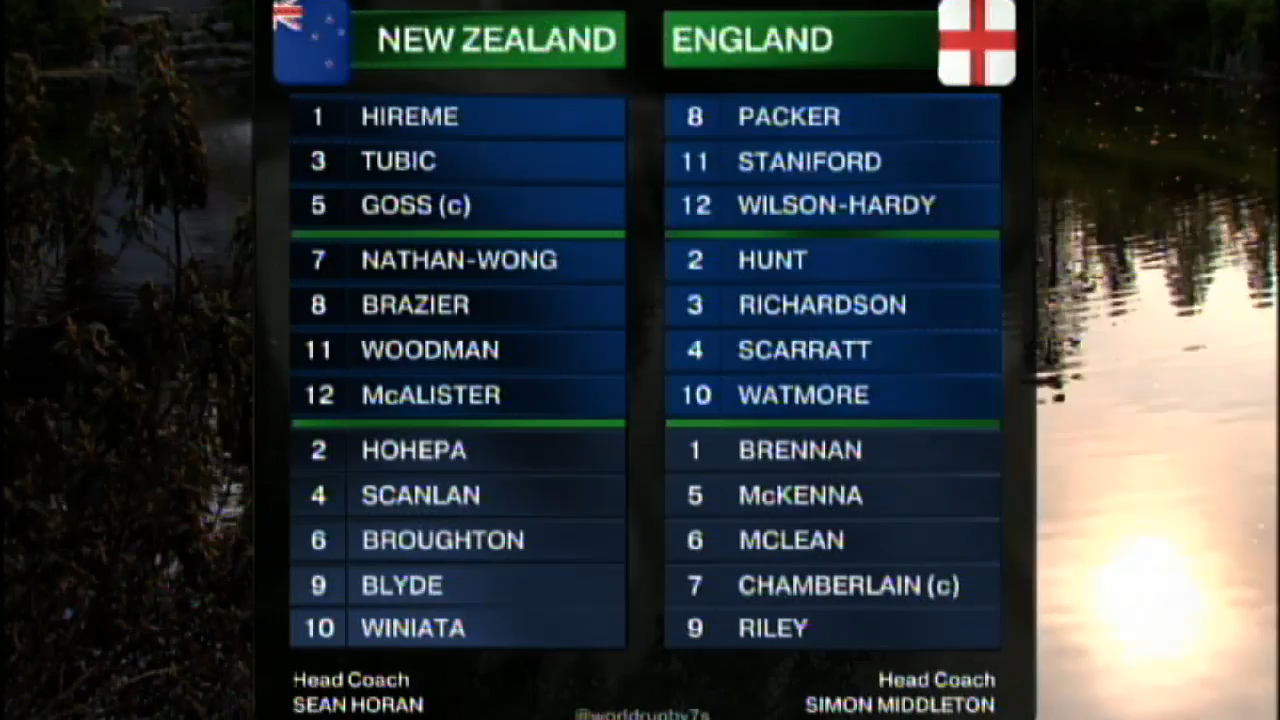 NEW ZEALAND
1 HIREME
3 TUBIC
5 GOSS (c)
7 NATHAN-WONG
8 BRAZIER
11 WOODMAN
12 McALISTER
2 HOHEPA
4 SCANLAN
6 BROUGHTON
9 BLYDE
10 WINIATA
Head Coach
SEAN HORAN
ENGLAND
8 PACKER
11 STANIFORD
12 WILSON-HARDY
2 HUNT
3 RICHARDSON
4 SCARRATT
10 WATMORE
1 BRENNAN
5 McKENNA
6 MCLEAN
7 CHAMBERLAIN (c)
9 RILEY
Head Coach
SIMON MIDDLETON
@worldrugby7s